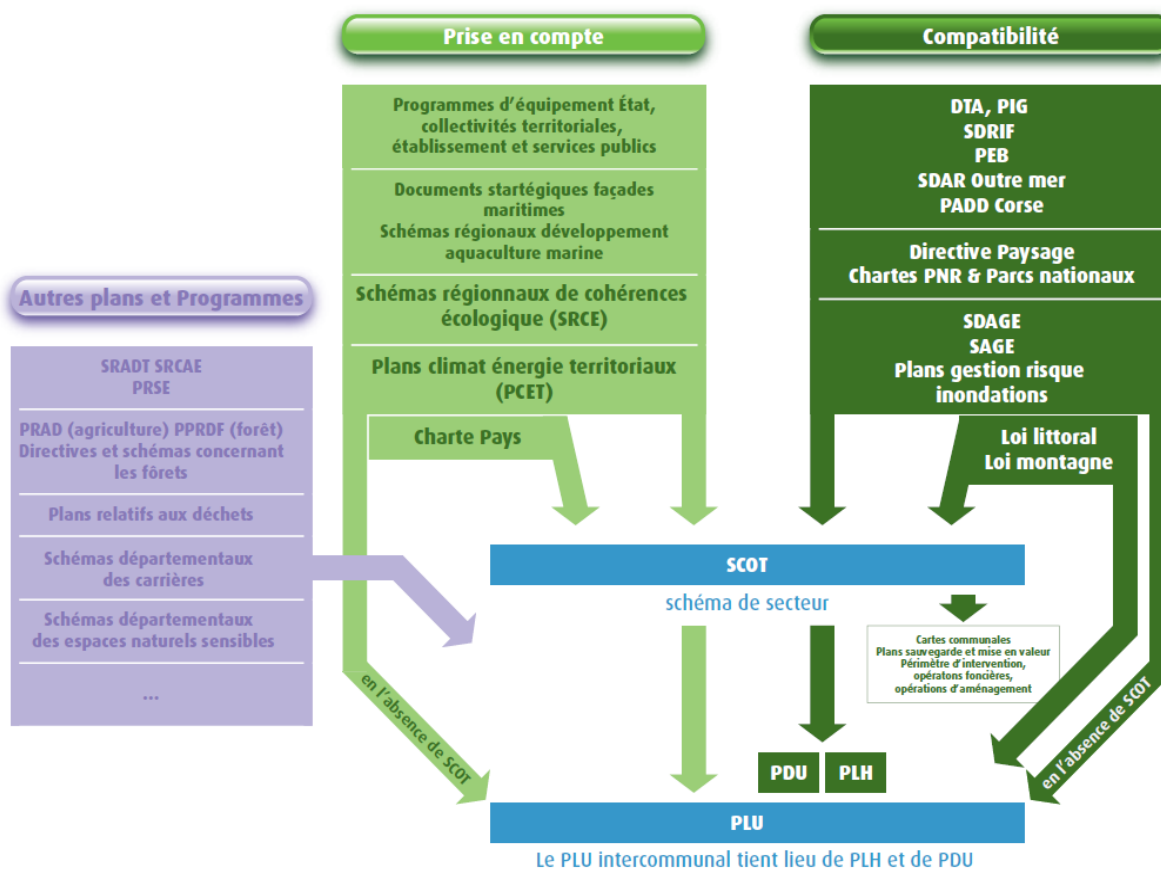 Prise en compte
Programmes d'équipement État,
collectivités territoriales,
établissement et services publics
Documents startégiques façades
maritimes
Schémas régionaux développement
aquaculture marine
Schémas régionnaux de cohérences
écologique (SRCE)
Plans climat énergie territoriaux
(PCET)
Charte Pays
Compatibilité
DTA, PIG
SDRIF
PEB
SDAR Outre mer
PADD Corse
Directive Paysage
Chartes PNR & Parcs nationaux
SDAGE
SAGE
Plans gestion risque
inondations
Loi littoral
Loi montagne
Autres plans et Programmes
SRADT SRCAE
PRSE
PRAD (agriculture) PPRDF (forêt)
Directives et schémas concernant
les fôrets
Plans relatifs aux déchets
Schémas départementaux
des carrières
Schémas départementaux
des espaces naturels sensibles
...
SCOT
schéma de secteur
Cartes communales
Plans sauvegarde et mise en valeur
Périmètre d'intervention,
opératons foncières,
opérations d'aménagement
en l'absence de SCOT
en l'absence de SCOT
PDU
PLH
PLU
Le PLU intercommunal tient lieu de PLH et de PDU